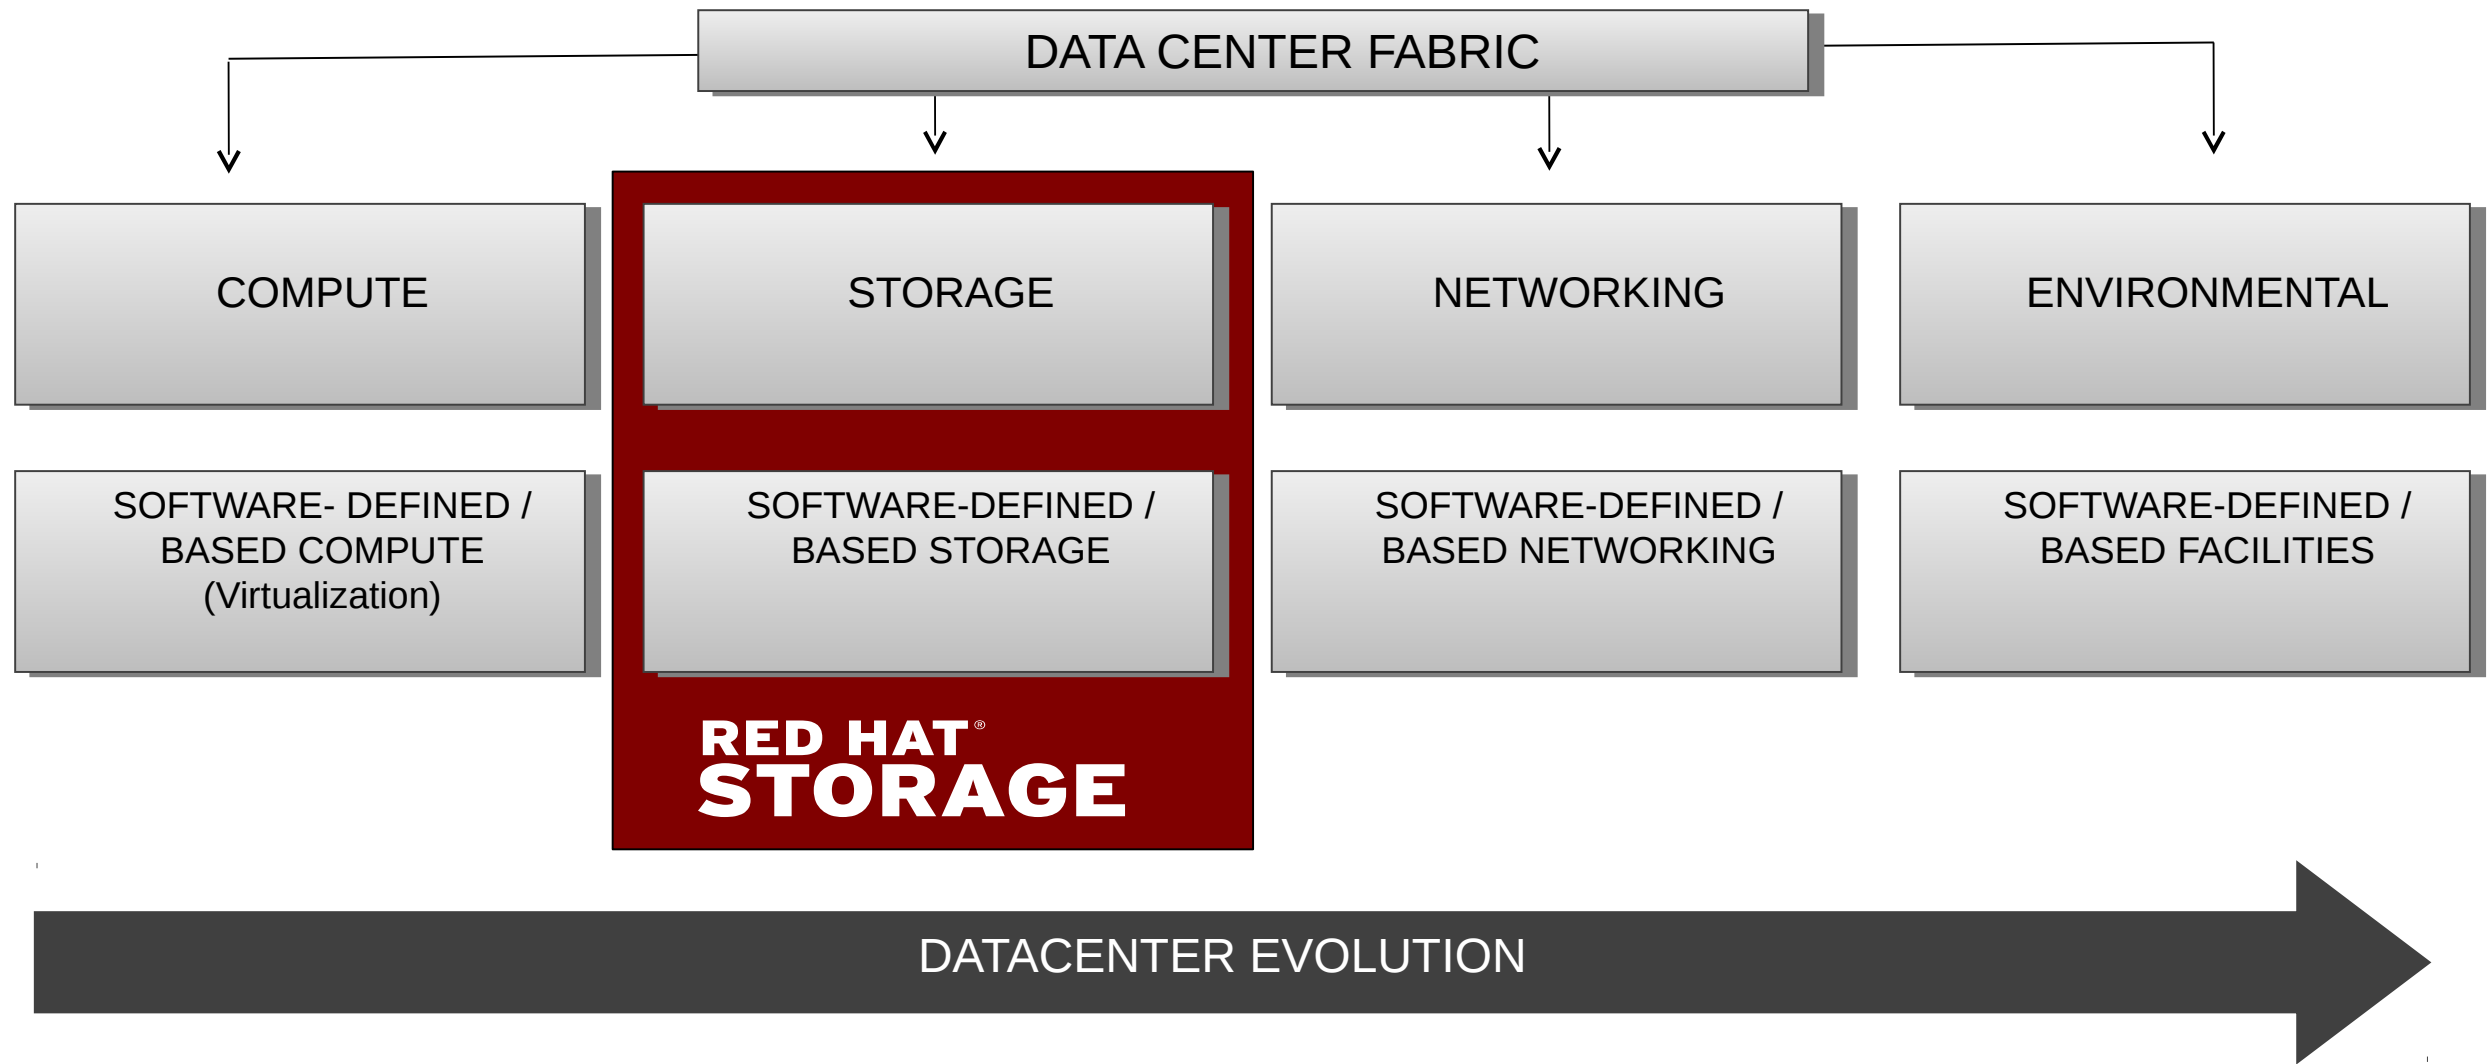 DATA CENTER FABRIC
COMPUTE
STORAGE
NETWORKING
ENVIRONMENTAL
SOFTWARE- DEFINED /
BASED COMPUTE
(Virtualization)
SOFTWARE-DEFINED /
BASED STORAGE
SOFTWARE-DEFINED /
BASED NETWORKING
SOFTWARE-DEFINED /
BASED FACILITIES
RED HAT®
STORAGE
DATACENTER EVOLUTION